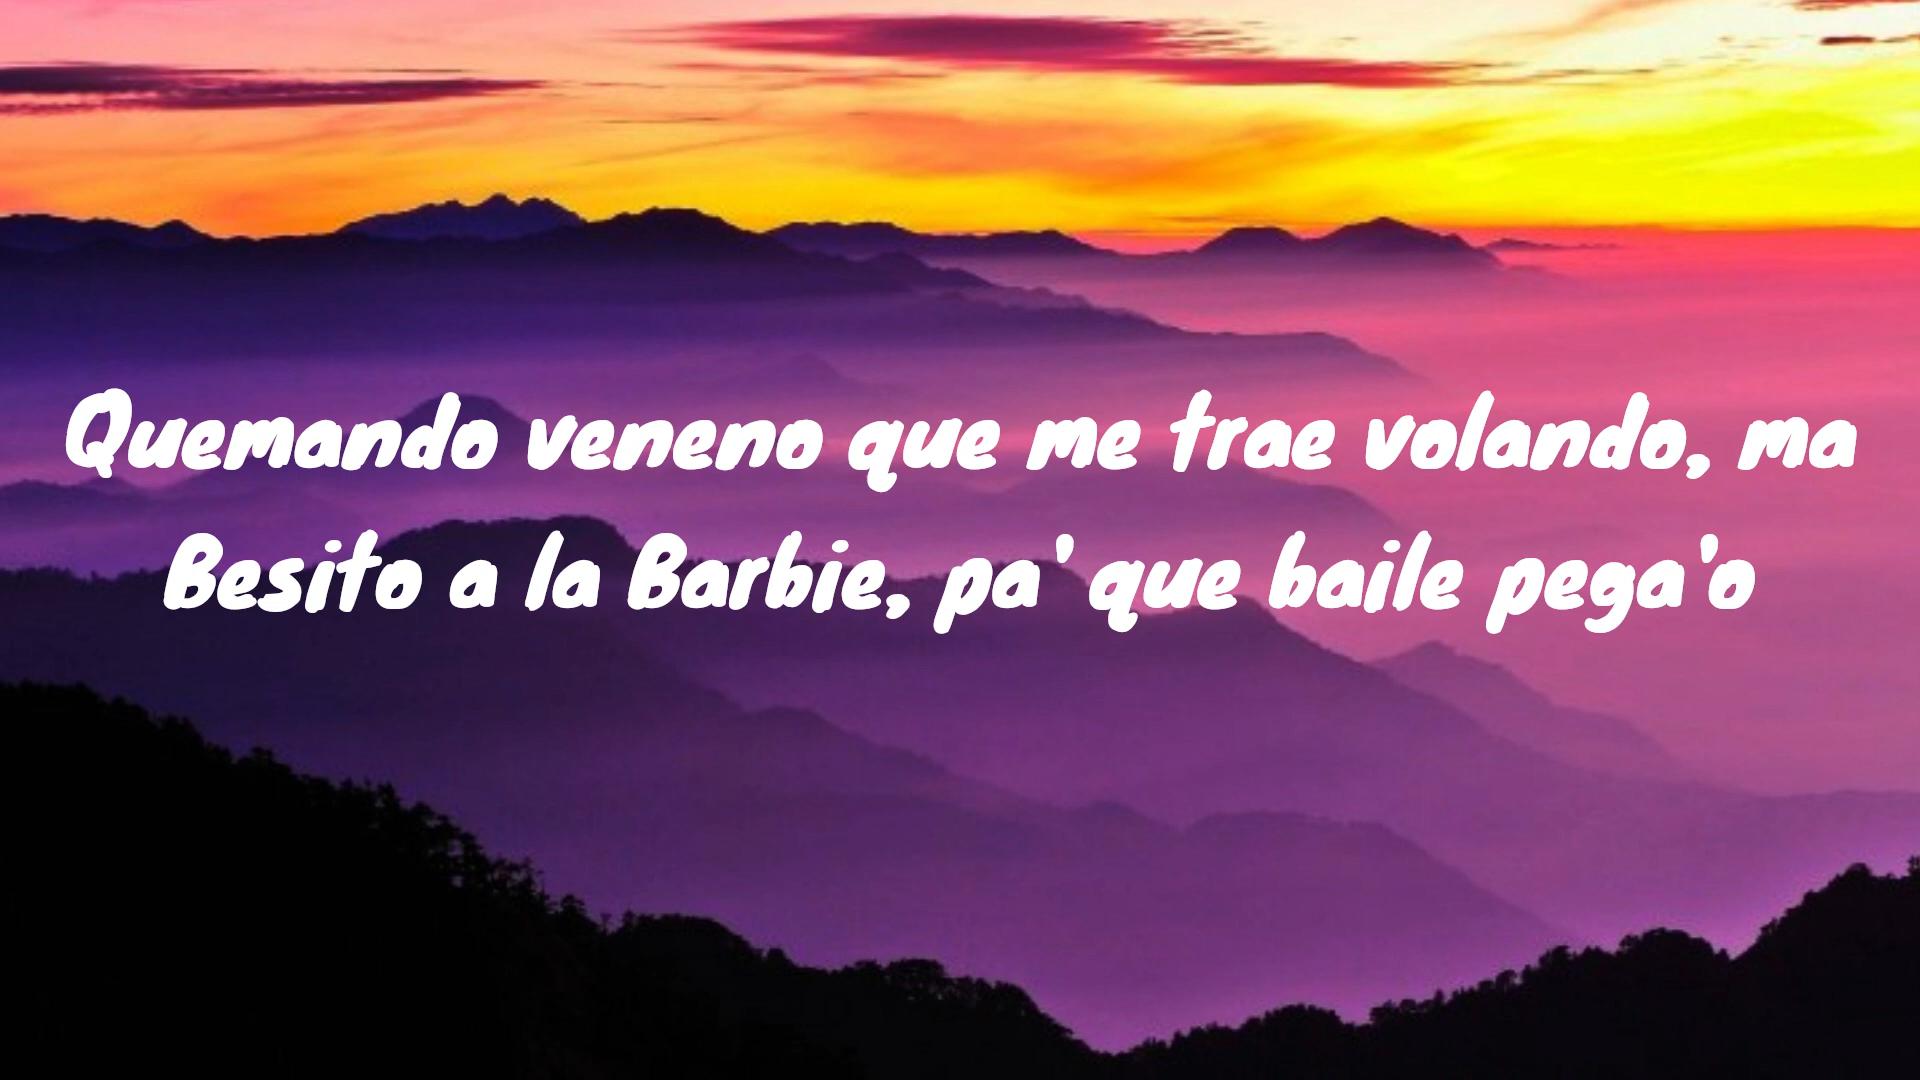 Quemando veneno que me trae volando, ma
Besito a la Barbie, pa' que baile pega'o